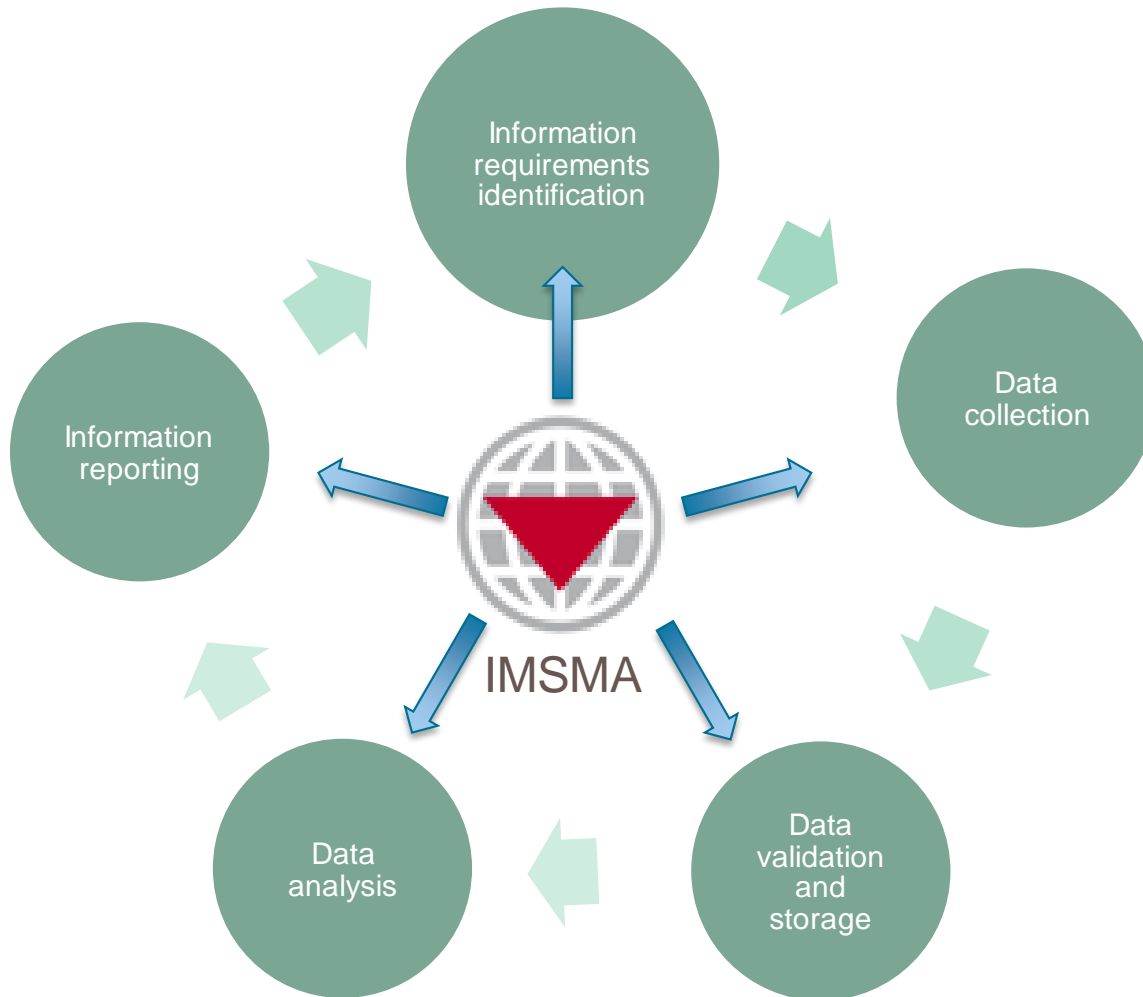 Information
requirements
identification
Data
collection
Data
validation
and
storage
Data
analysis
Information
reporting
IMSMA